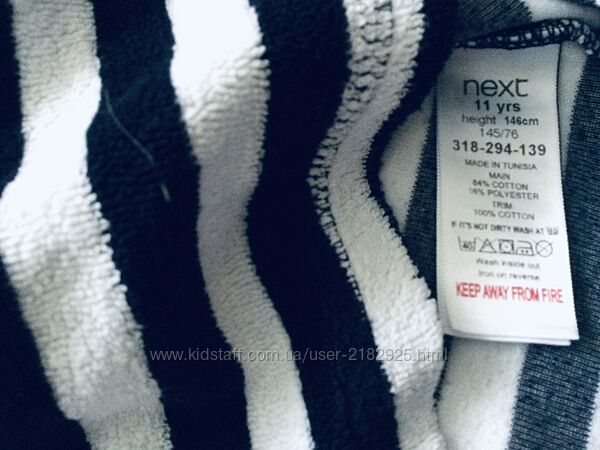 next
11 yrs
height 146cm
145/76
318-294-139
MADE IN TUNISIA
MAIN
84% COTTON
16% POLYESTER
TRIM
100% COTTON
IF IT'S NOT DIRTY WASH AT 30
40
Wash inside out
Iron on reverse
KEEP AWAY FROM FIRE
www.kidstaff.com.ua/user-2182925.html